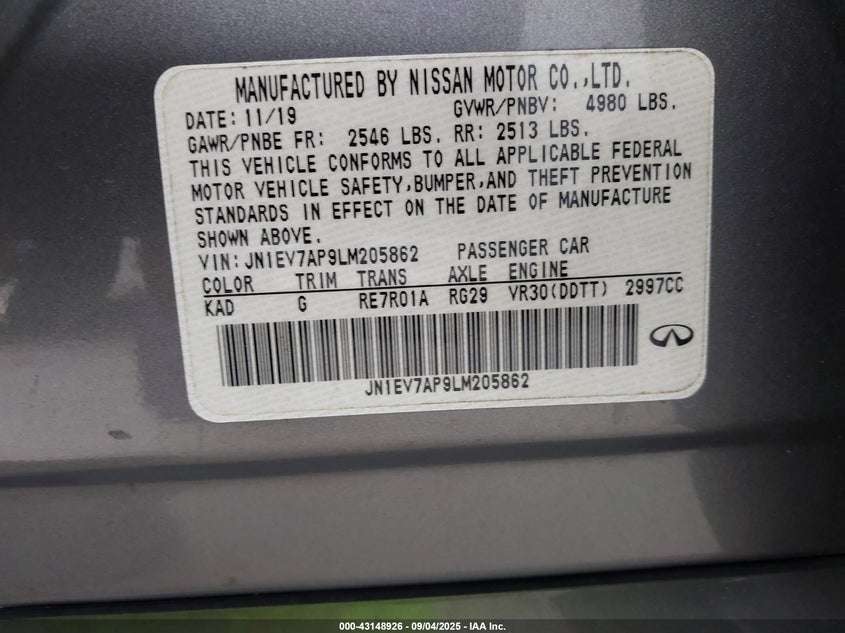 MANUFACTURED BY NISSAN MOTOR CO.,LTD.
DATE: 11/19 GVWR/PNBV: 4980 LBS.
GAWR/PNBE FR: 2546 LBS. RR: 2513 LBS.
THIS VEHICLE CONFORMS TO ALL APPLICABLE FEDERAL
MOTOR VEHICLE SAFETY,BUMPER,AND THEFT PREVENTION
STANDARDS IN EFFECT ON THE DATE OF MANUFACTURE
SHOWN ABOVE.
VIN: JN1EV7AP9LM205862 PASSENGER CAR
COLOR TRIM TRANS AXLE ENGINE
KAD G RE7R01A RG29 VR30(DDTT) 2997CC
JN1EV7AP9LM205862
000-43148926 - 09/04/2025 - IAA Inc.